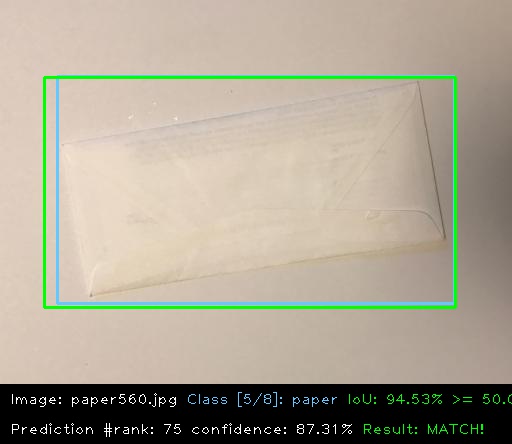 Image: paper560.jpg Class [5/8]: paper IoU: 94.53% >= 50.0
Prediction #rank: 75 confidence: 87.31% Result: MATCH!